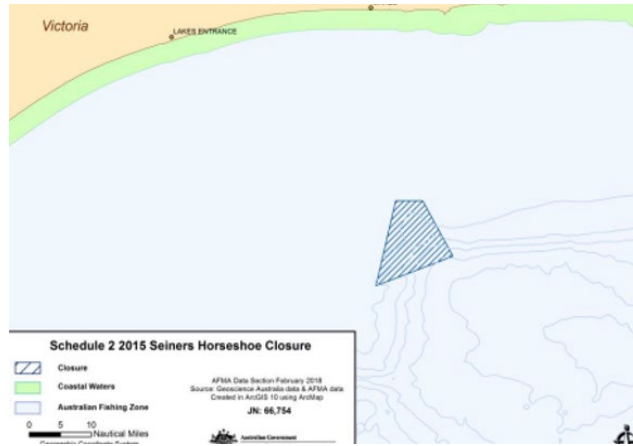 Victoria
LAKES ENTRANCE
Schedule 2 2015 Seiners Horseshoe Closure
Closure
Coastal Waters
Australian Fishing Zone
0 5 10
Nautical Miles
AFMA Data Section February 2018
Source: Geoscience Australia data & AFMA data
Created in ArcGIS 10 using ArcMap
JN: 66,754
Australian Government